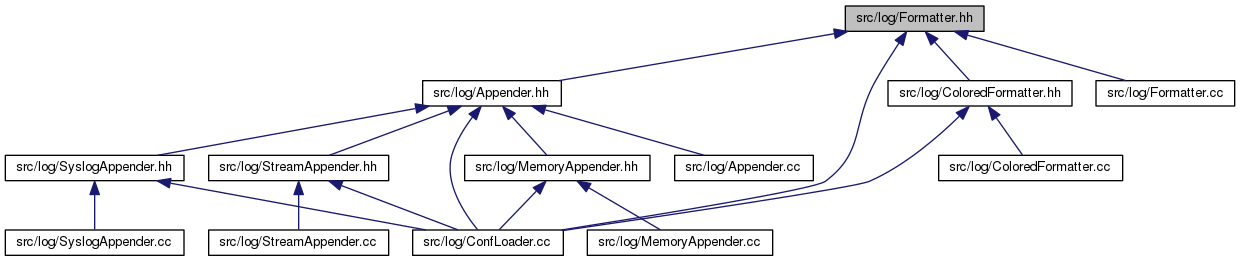 src/log/Formatter.hh
src/log/Appender.hh
src/log/ColoredFormatter.hh
src/log/Formatter.cc
src/log/SyslogAppender.hh
src/log/StreamAppender.hh
src/log/MemoryAppender.hh
src/log/Appender.cc
src/log/ColoredFormatter.cc
src/log/SyslogAppender.cc
src/log/StreamAppender.cc
src/log/ConfLoader.cc
src/log/MemoryAppender.cc